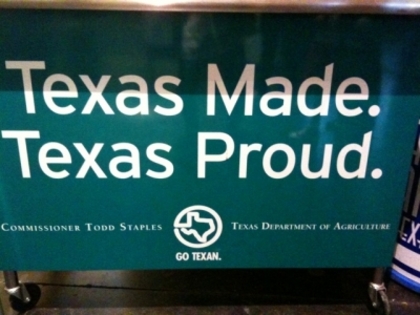 Texas Made.
Texas Proud.
COMMISSIONER TODD STAPLES
TEXAS DEPARTMENT OF AGRICULTURE
GO TEXAN.